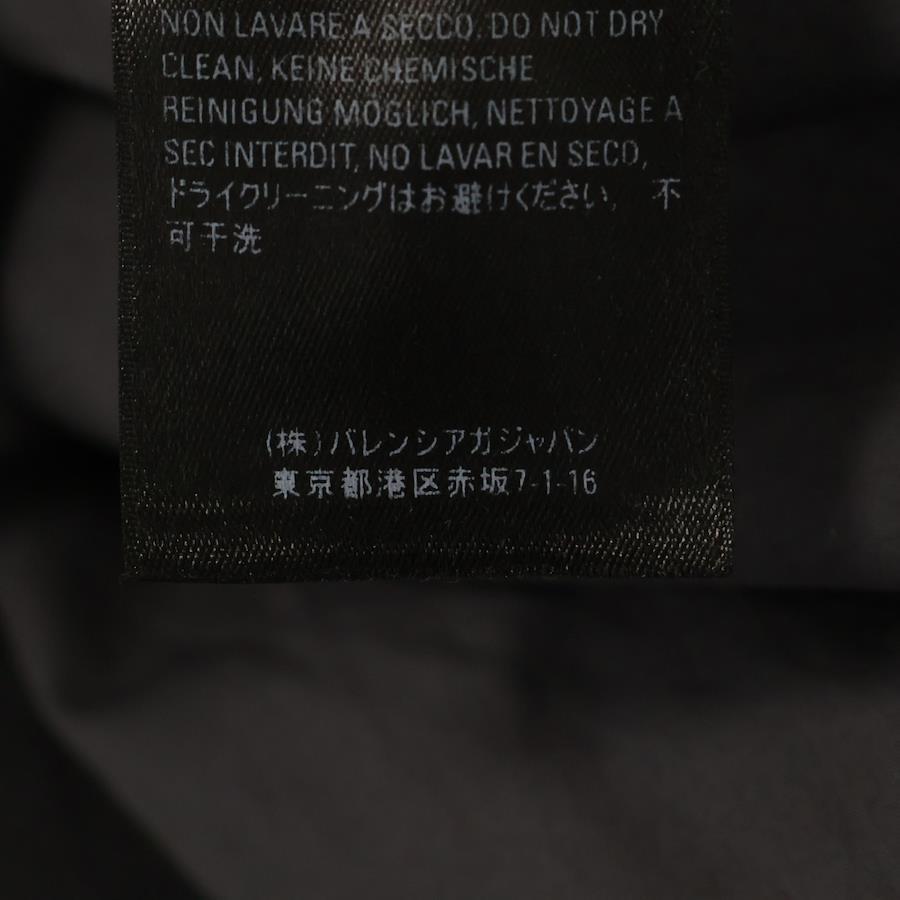 NON LAVARE A SECCO, DO NOT DRY
CLEAN, KEINE CHEMISCHE
REINIGUNG MÖGLICH, NETTOYAGE A
SEC INTERDIT, NO LAVAR EN SECO,
ドライクリーニングはお避けください, 不
可干洗
(株)バレンシアガジャパン
東京都港区赤坂7-1-16